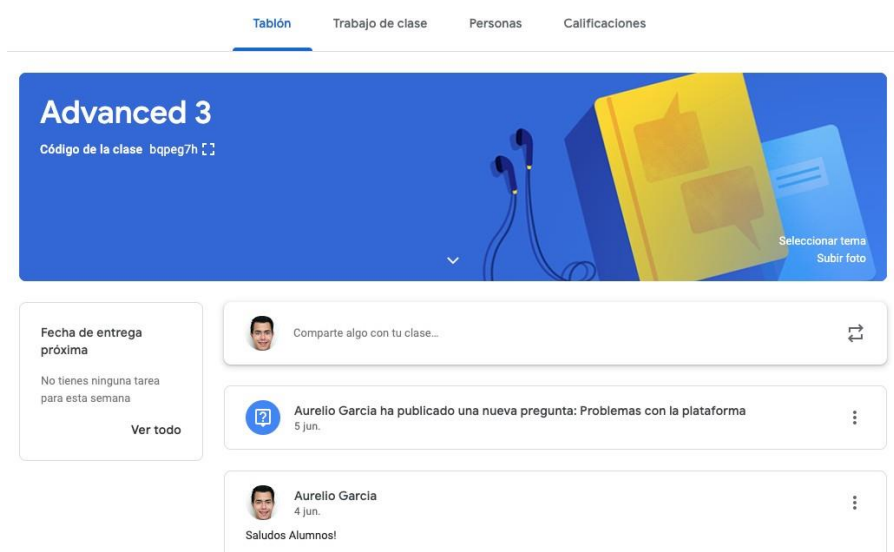 Tablón
Trabajo de clase
Personas
Calificaciones
Advanced 3
Código de la clase bqpeg7h
Seleccionar tema
Subir foto
Fecha de entrega
próxima
No tienes ninguna tarea
para esta semana
Ver todo
Comparte algo con tu clase...
Aurelio Garcia ha publicado una nueva pregunta: Problemas con la plataforma
5 jun.
Aurelio Garcia
4 jun.
Saludos Alumnos!